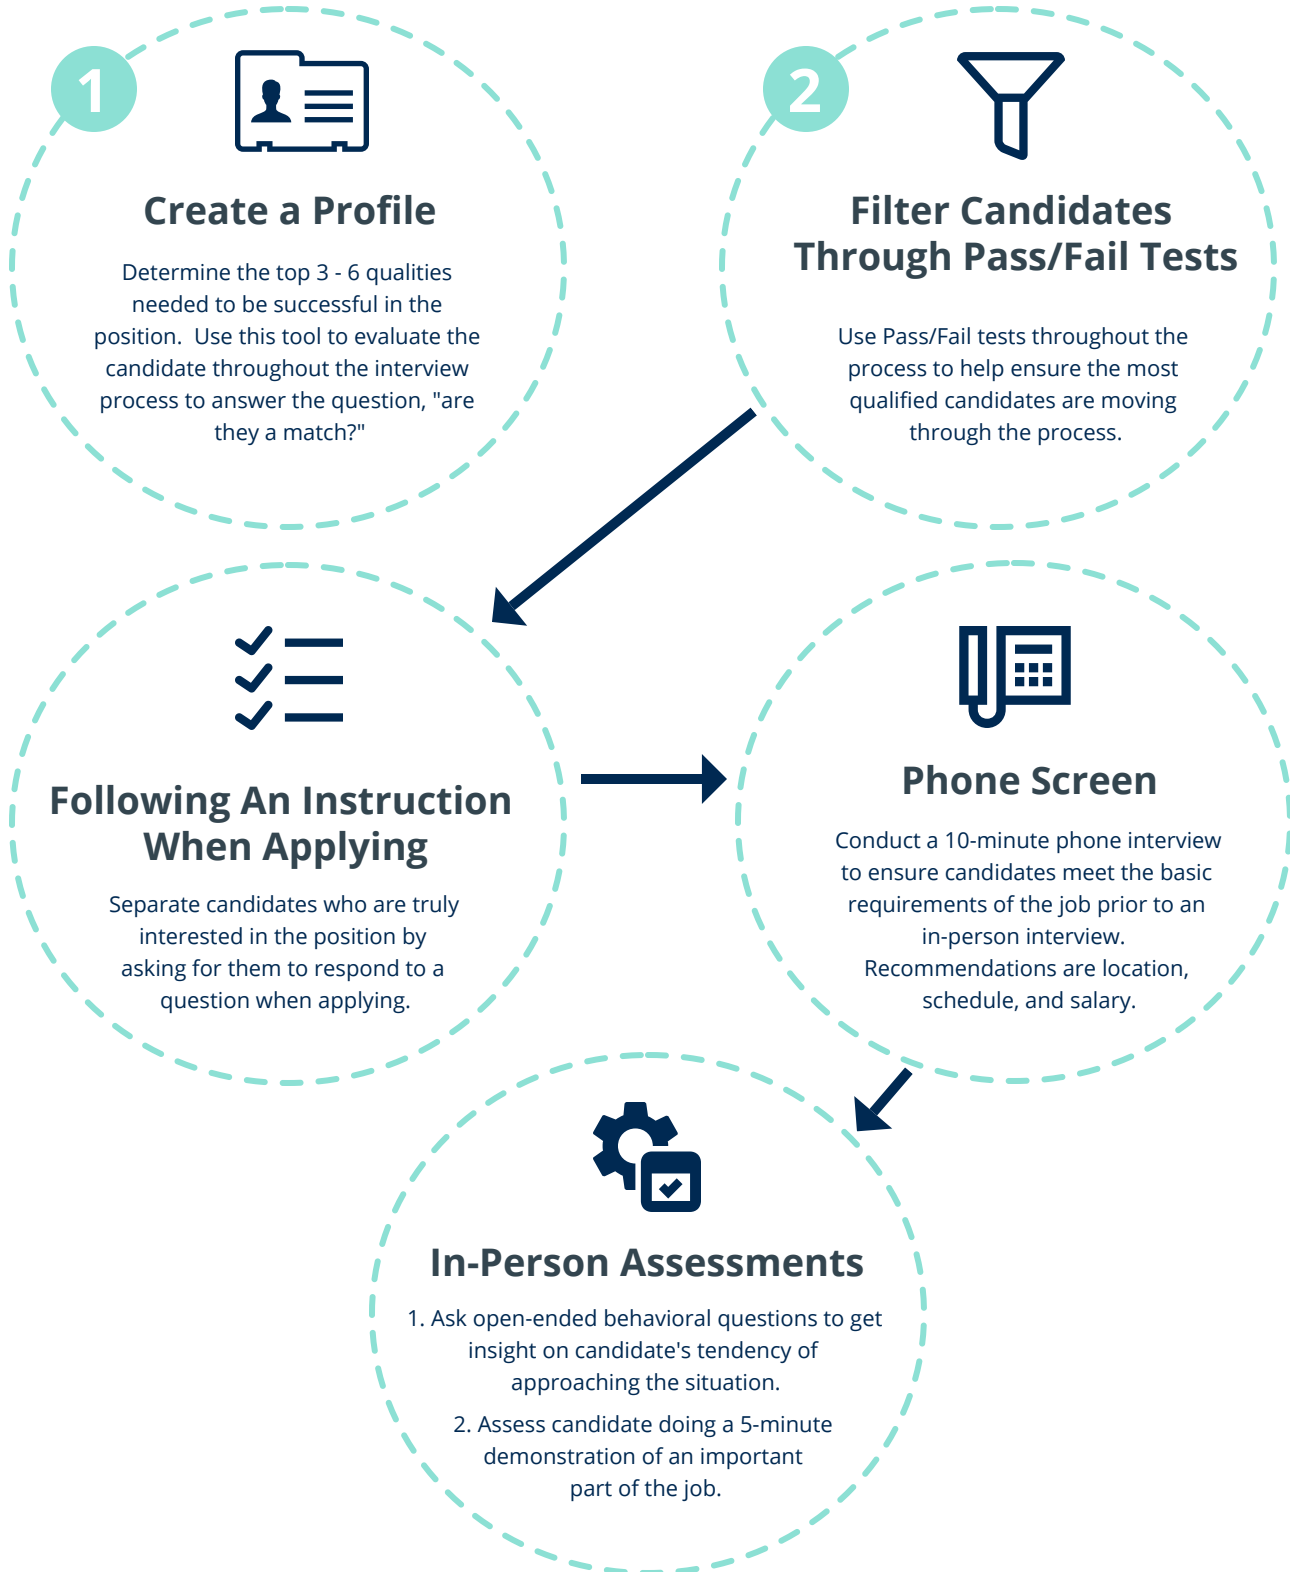 1
Create a Profile
Determine the top 3 - 6 qualities
needed to be successful in the
position.  Use this tool to evaluate the
candidate throughout the interview
process to answer the question, "are
they a match?"
2
Filter Candidates
Through Pass/Fail Tests
Use Pass/Fail tests throughout the
process to help ensure the most
qualified candidates are moving
through the process.
Following An Instruction
When Applying
Separate candidates who are truly
interested in the position by
asking for them to respond to a
question when applying.
Phone Screen
Conduct a 10-minute phone interview
to ensure candidates meet the basic
requirements of the job prior to an
in-person interview.
Recommendations are location,
schedule, and salary.
In-Person Assessments
1. Ask open-ended behavioral questions to get
insight on candidate's tendency of
approaching the situation.
2. Assess candidate doing a 5-minute
demonstration of an important
part of the job.